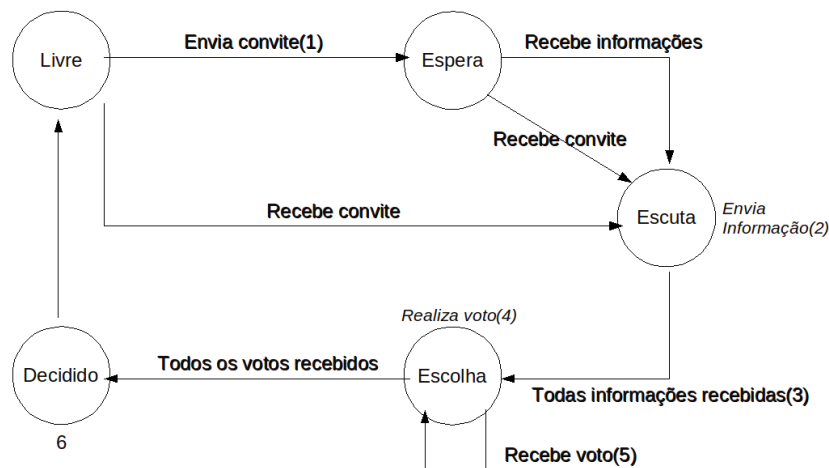 Envia convite(1)
Livre
Espera
Recebe informações
Recebe convite
Recebe convite
Escuta
Envia
Informação(2)
Realiza voto(4)
Todos os votos recebidos
Decidido
Escolha
Todas informações recebidas(3)
6
Recebe voto(5)